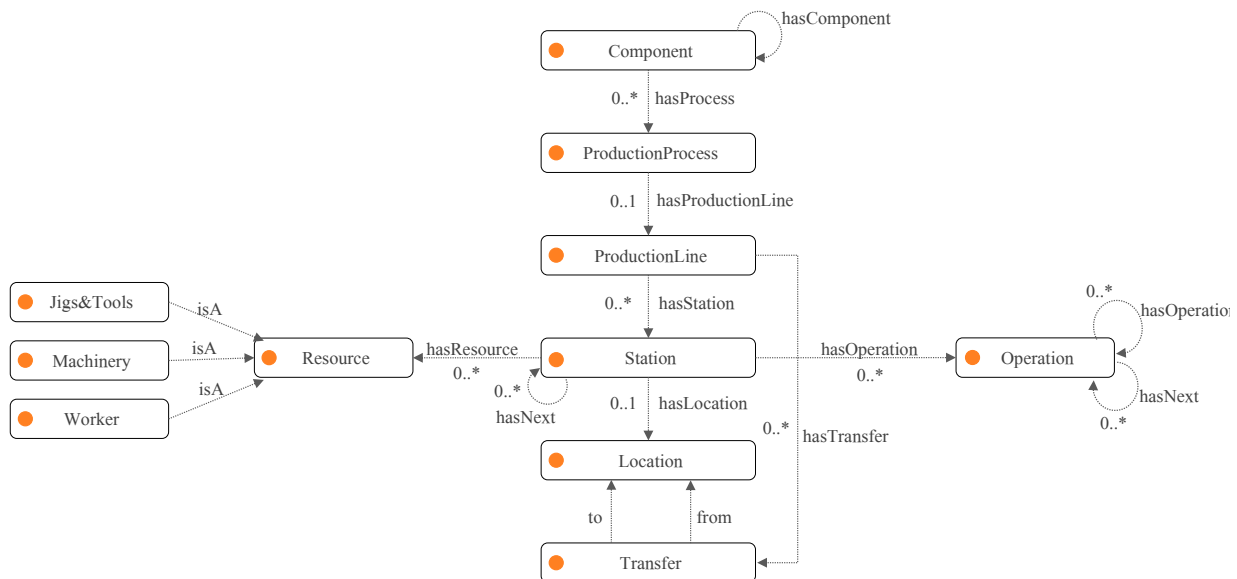 hasComponent
Component
0..* hasProcess
ProductionProcess
0..1 hasProductionLine
ProductionLine
0..* hasStation
Jigs&Tools
isA
Machinery
isA
Worker
isA
Resource
hasResource
0..*
Station
0..*
hasNext
hasOperation
0..*
Operation
0..*
hasOperation
hasNext
0..*
0..1 hasLocation
0..* hasTransfer
Location
to
from
Transfer